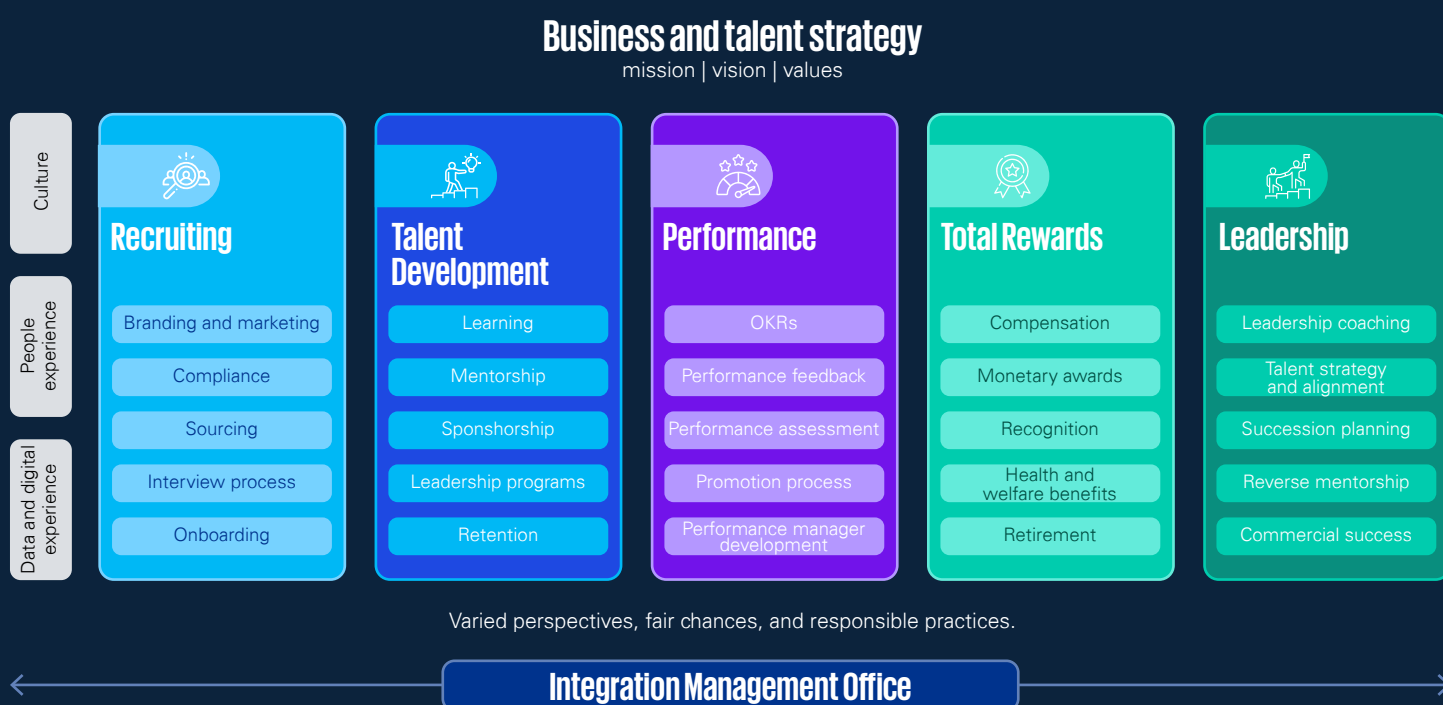 Business and talent strategy
mission | vision | values
Culture
People
experience
Data and digital
experience
Recruiting
Branding and marketing
Compliance
Sourcing
Interview process
Onboarding
Talent
Development
Learning
Mentorship
Sponshorship
Leadership programs
Retention
Performance
OKRs
Performance feedback
Performance assessment
Promotion process
Performance manager
development
Total Rewards
Compensation
Monetary awards
Recognition
Health and
welfare benefits
Retirement
Leadership
Leadership coaching
Talent strategy
and alignment
Succession planning
Reverse mentorship
Commercial success
Varied perspectives, fair chances, and responsible practices.
Integration Management Office